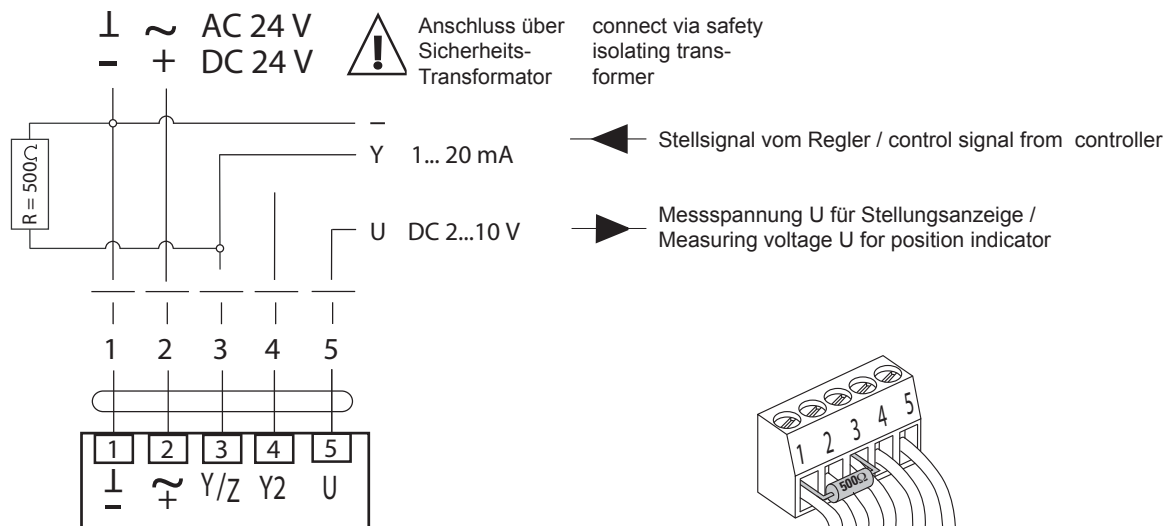 ⊥ ~ AC 24 V
– + DC 24 V
Anschluss über
Sicherheits-
Transformator
connect via safety
isolating trans-
former
R = 500Ω
–
Y 1... 20 mA
Stellsignal vom Regler / control signal from controller
U DC 2...10 V
Messspannung U für Stellungsanzeige /
Measuring voltage U for position indicator
1 2 3 4 5
1 2 3 4 5
⊥ ~ Y/Z Y2 U
– +
1 2 3 4 5
500Ω